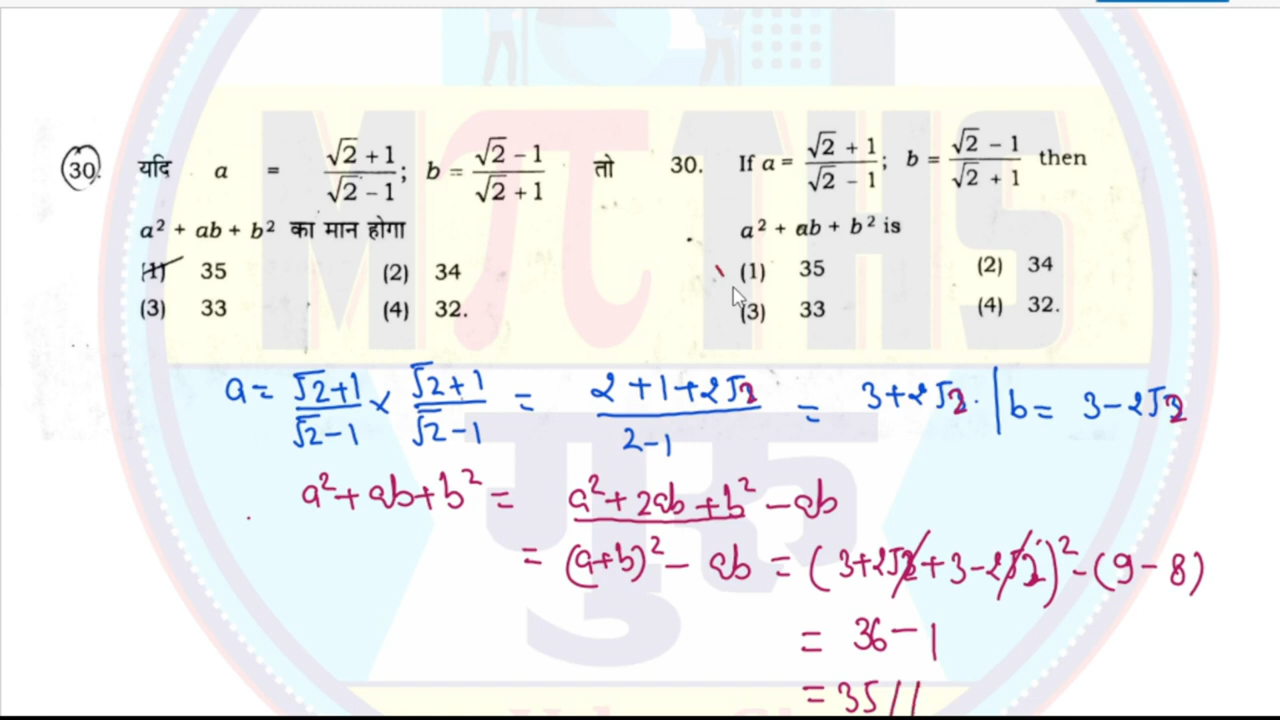 30. यदि a = √2 + 1 / √2 - 1; b = √2 - 1 / √2 + 1 तो
a² + ab + b² का मान होगा
(1) 35 (2) 34
(3) 33 (4) 32.
30. If a = √2 + 1 / √2 - 1; b = √2 - 1 / √2 + 1 then
a² + ab + b² is
(1) 35 (2) 34
(3) 33 (4) 32.
a = √2+1 / √2-1 × √2+1 / √2-1 = 2+1+2√2 / 2-1 = 3+2√2. | b = 3-2√2
a²+ab+b² = a²+2ab+b² - ab
= (a+b)² - ab = (3+2√2+3-2√2)² - (9-8)
= 36-1
= 35//
MπTHS
गुरु